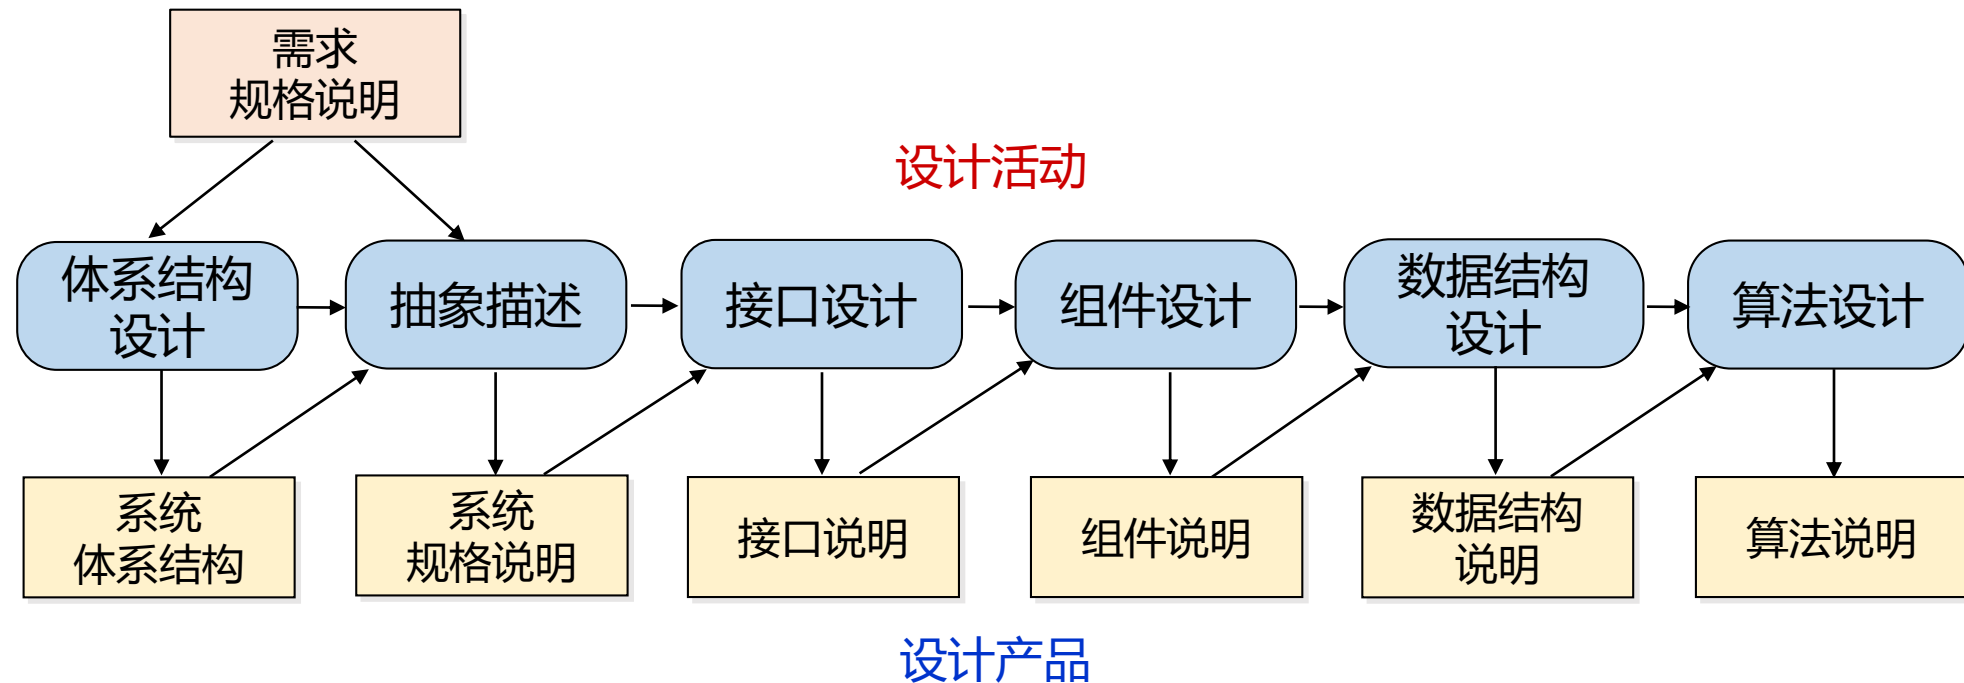 需求
规格说明
设计活动
体系结构
设计
抽象描述
接口设计
组件设计
数据结构
设计
算法设计
系统
体系结构
系统
规格说明
接口说明
组件说明
数据结构
说明
算法说明
设计产品